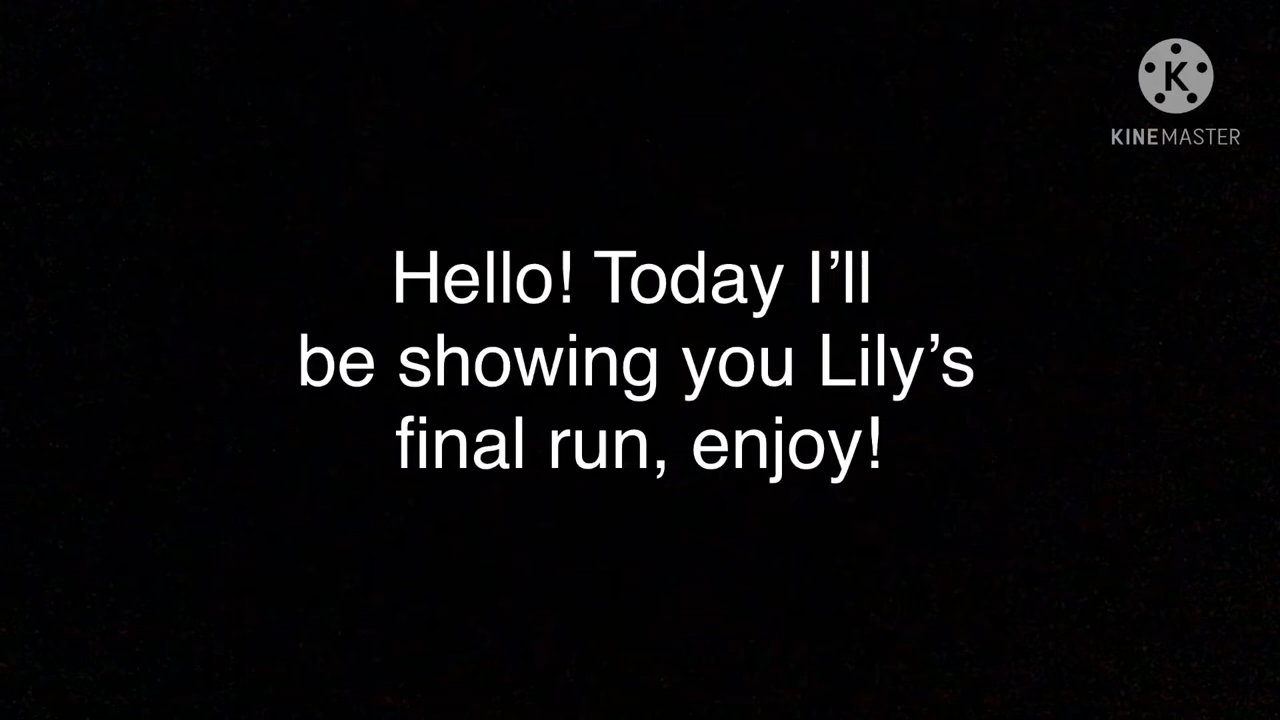 K
KINEMASTER
Hello! Today I’ll
be showing you Lily’s
final run, enjoy!